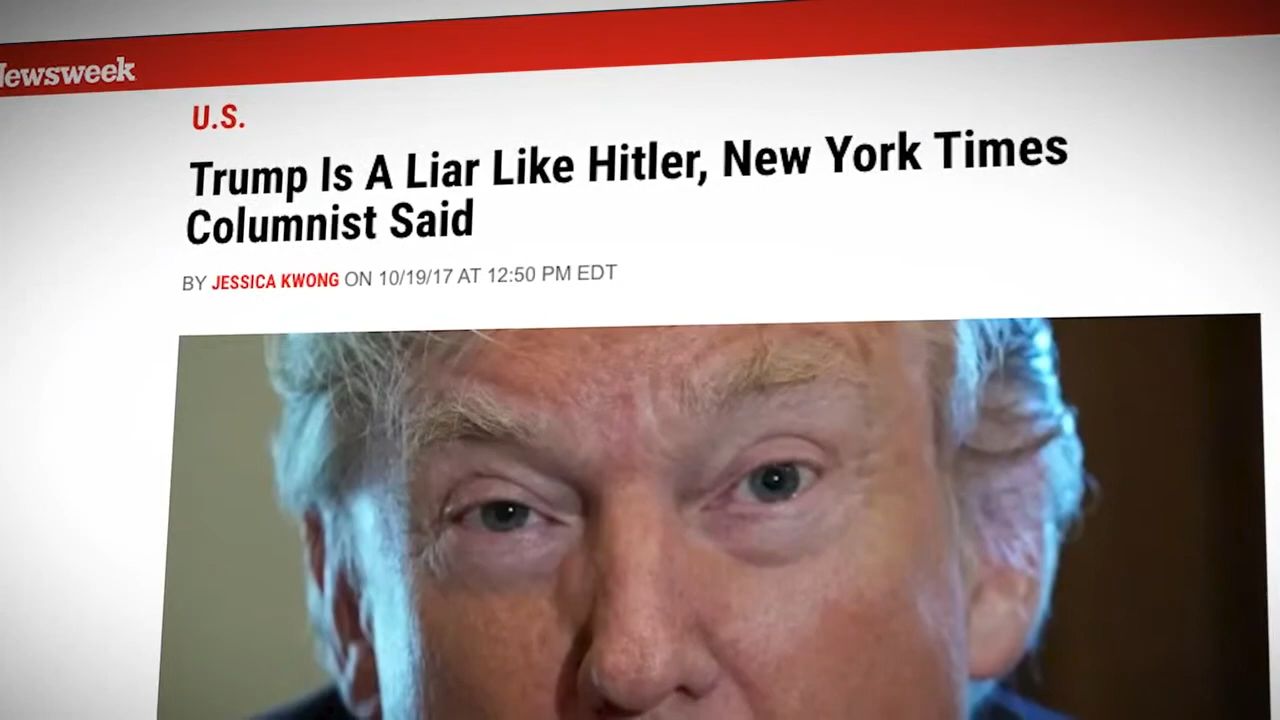 Newsweek
U.S.
Trump Is A Liar Like Hitler, New York Times
Columnist Said
BY JESSICA KWONG ON 10/19/17 AT 12:50 PM EDT